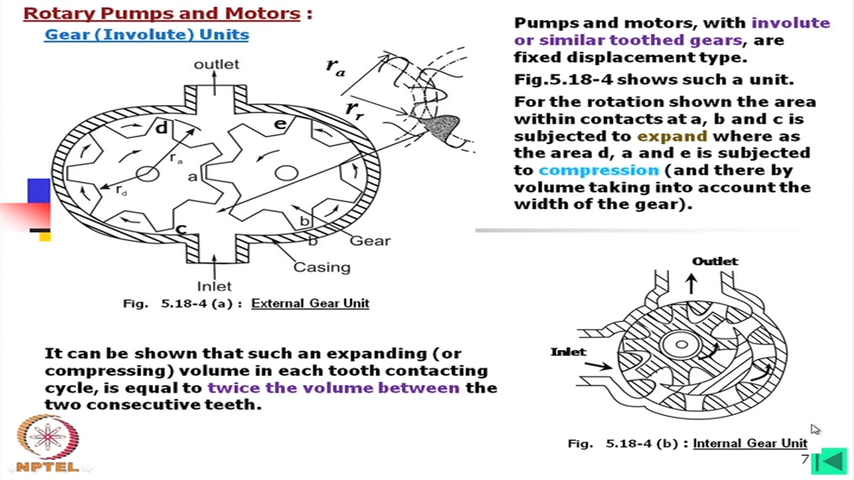 Rotary Pumps and Motors :
Gear (Involute) Units
outlet
d
e
ra
rr
ra
a
rd
c
b
b
Gear
Casing
Inlet
Fig. 5.18-4 (a) : External Gear Unit
It can be shown that such an expanding (or
compressing) volume in each tooth contacting
cycle, is equal to twice the volume between the
two consecutive teeth.
Pumps and motors, with involute
or similar toothed gears, are
fixed displacement type.
Fig.5.18-4 shows such a unit.
For the rotation shown the area
within contacts at a, b and c is
subjected to expand where as
the area d, a and e is subjected
to compression (and there by
volume taking into account the
width of the gear).
Outlet
Inlet
Fig. 5.18-4 (b) : Internal Gear Unit
7
NPTEL